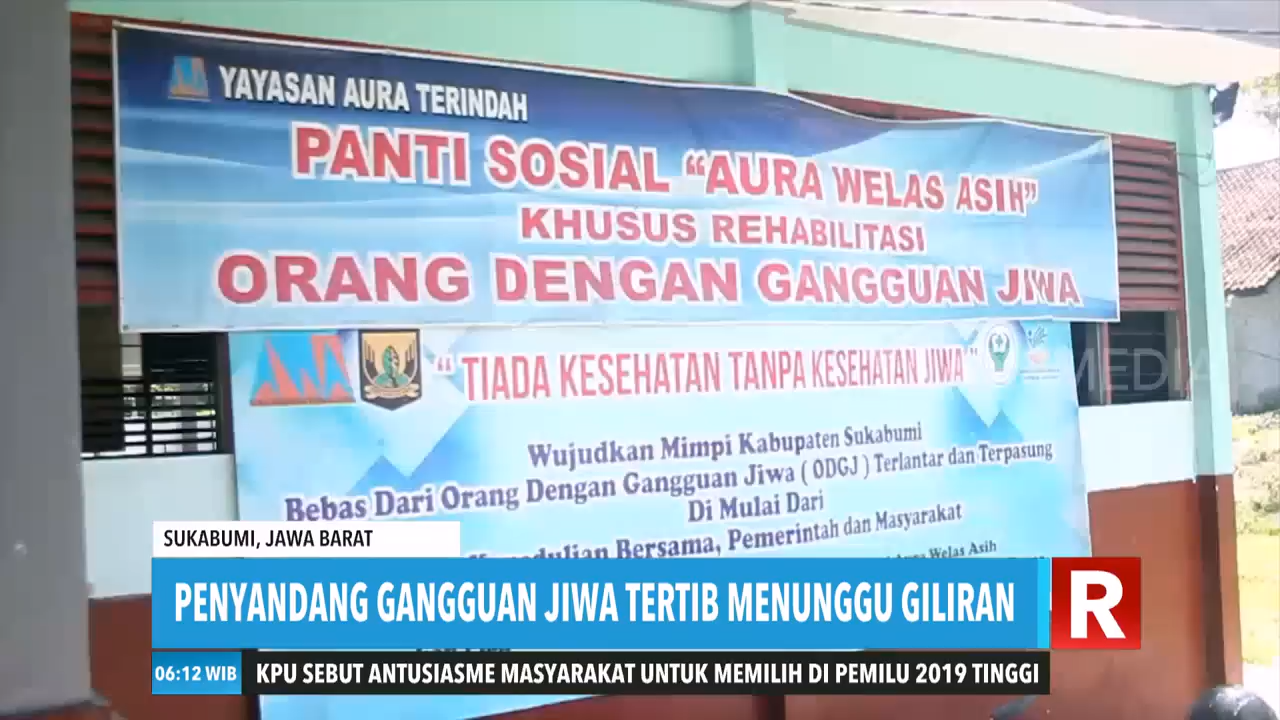 YAYASAN AURA TERINDAH
PANTI SOSIAL “AURA WELAS ASIH”
KHUSUS REHABILITASI
ORANG DENGAN GANGGUAN JIWA
“ TIADA KESEHATAN TANPA KESEHATAN JIWA ”
MEDIA
Wujudkan Mimpi Kabupaten Sukabumi
Bebas Dari Orang Dengan Gangguan Jiwa ( ODGJ ) Terlantar dan Terpasung
Di Mulai Dari
Bersama, Pemerintah dan Masyarakat
Welas Asih
SUKABUMI, JAWA BARAT
PENYANDANG GANGGUAN JIWA TERTIB MENUNGGU GILIRAN
R
06:12 WIB
KPU SEBUT ANTUSIASME MASYARAKAT UNTUK MEMILIH DI PEMILU 2019 TINGGI